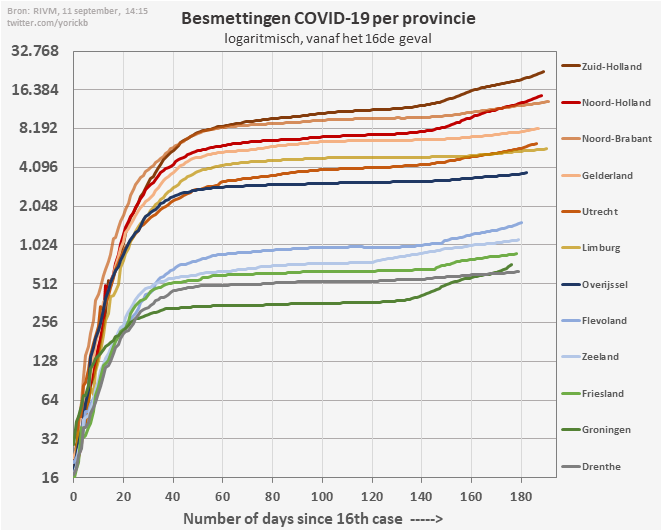 Bron: RIVM, 11 september, 14:15
twitter.com/yorickb
Besmettingen COVID-19 per provincie
logaritmisch, vanaf het 16de geval
32.768
16.384
8.192
4.096
2.048
1.024
512
256
128
64
32
16
0 20 40 60 80 100 120 140 160 180
Number of days since 16th case ----->
Zuid-Holland
Noord-Holland
Noord-Brabant
Gelderland
Utrecht
Limburg
Overijssel
Flevoland
Zeeland
Friesland
Groningen
Drenthe